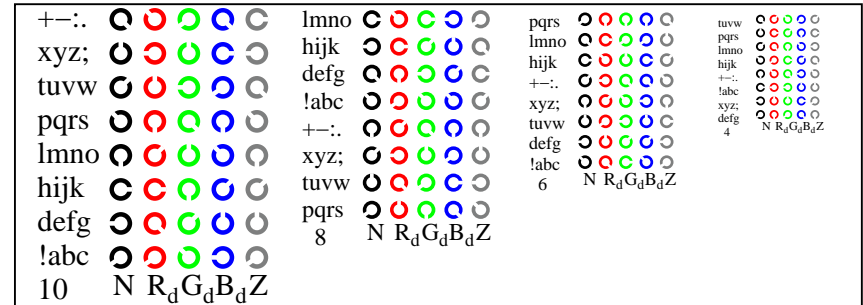 +−:.
xyz;
tuvw
pqrs
lmno
hijk
defg
!abc
10 N RdGdBdZ
lmno
hijk
defg
!abc
+−:.
xyz;
tuvw
pqrs
8 N RdGdBdZ
pqrs
lmno
hijk
+−:.
xyz;
tuvw
defg
!abc
6 N RdGdBdZ
tuvw
pqrs
lmno
hijk
+−:.
!abc
xyz;
defg
4 N RdGdBdZ